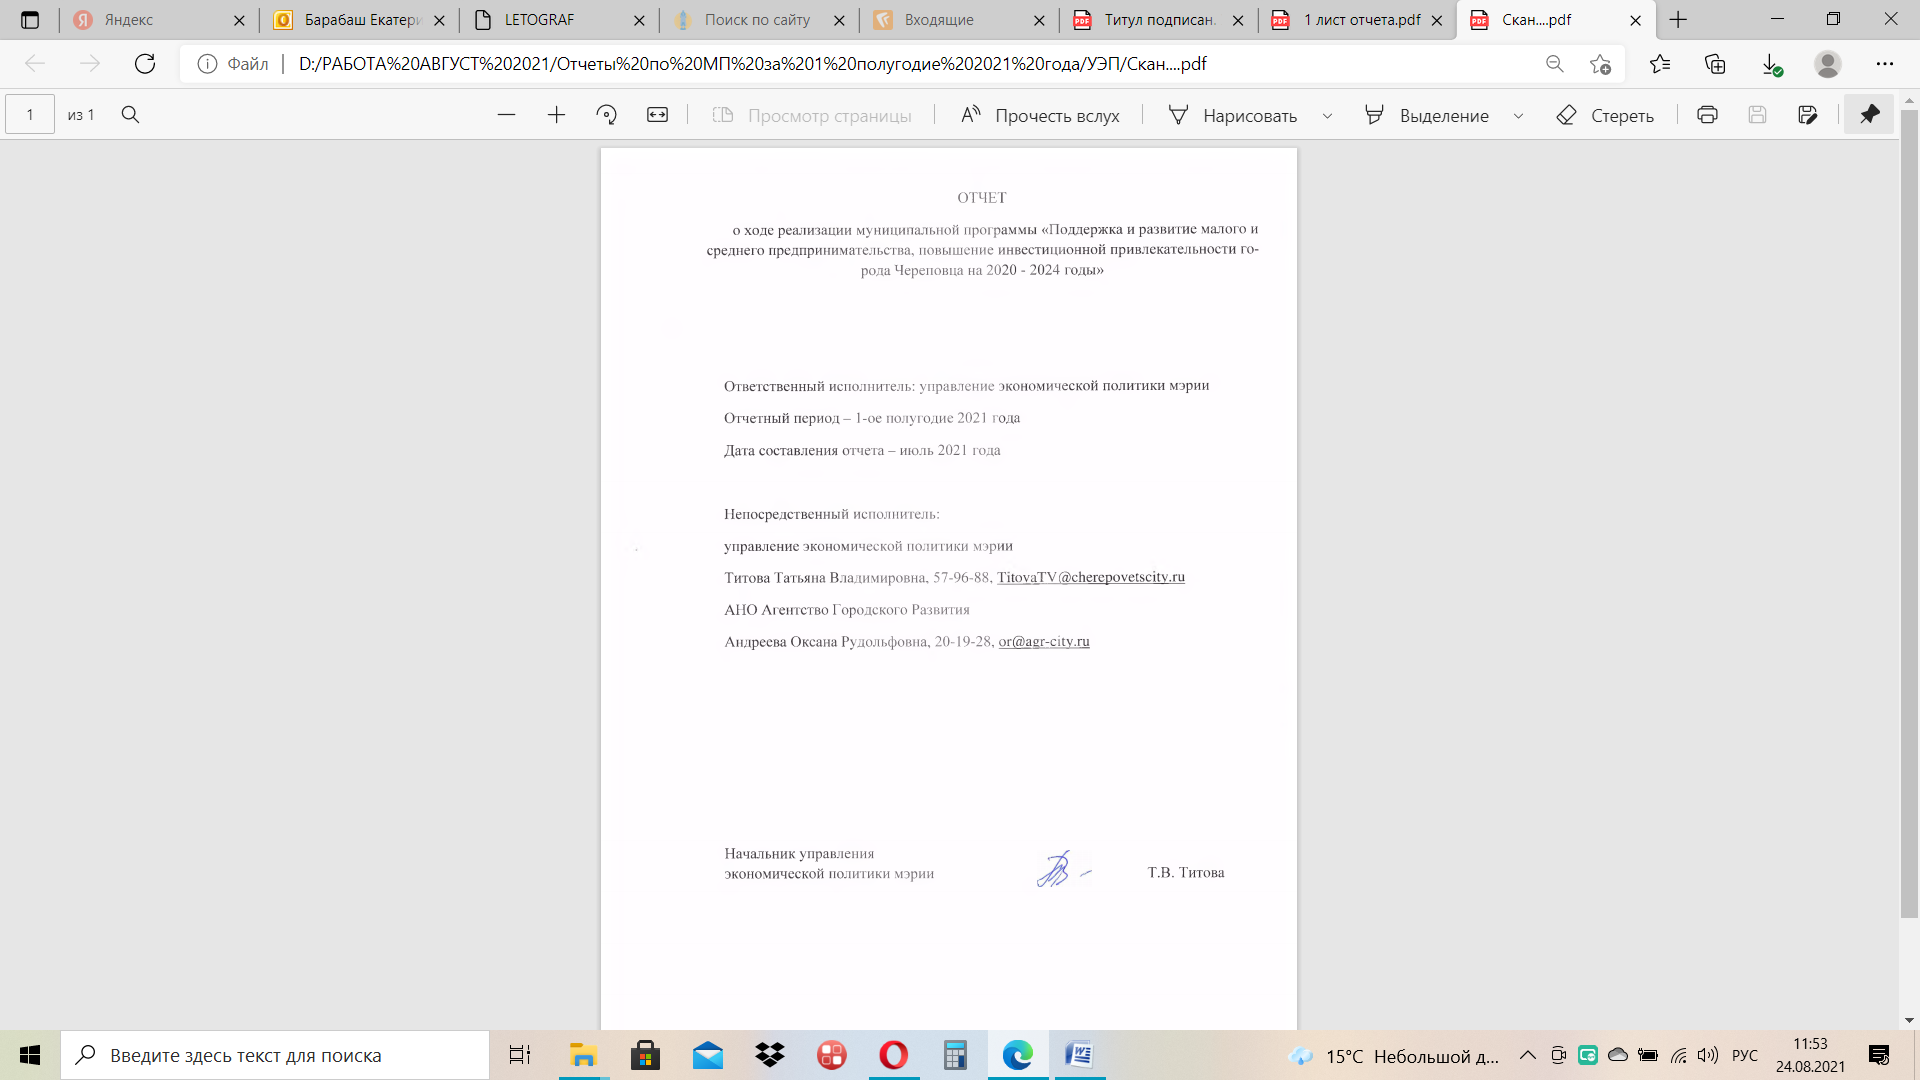 Яндекс
Барабаш Екатери
LETOGRAF
Поиск по сайту
Входящие
Титул подписан.
1 лист отчета.pdf
Скан....pdf
Файл
D:/РАБОТА%20АВГУСТ%202021/Отчеты%20по%20МП%20за%201%20полугодие%202021%20года/УЭП/Скан....pdf
1 из 1
Просмотр страницы
Прочесть вслух
Нарисовать
Выделение
Стереть
ОТЧЕТ
о ходе реализации муниципальной программы «Поддержка и развитие малого и
среднего предпринимательства, повышение инвестиционной привлекательности го-
рода Череповца на 2020 - 2024 годы»
Ответственный исполнитель: управление экономической политики мэрии
Отчетный период – 1-ое полугодие 2021 года
Дата составления отчета – июль 2021 года
Непосредственный исполнитель:
управление экономической политики мэрии
Титова Татьяна Владимировна, 57-96-88, TitovaTV@cherepovetscity.ru
АНО Агентство Городского Развития
Андреева Оксана Рудольфовна, 20-19-28, or@agr-city.ru
Начальник управления
экономической политики мэрии
Т.В. Титова
Введите здесь текст для поиска
15°C Небольшой д...
РУС
11:53
24.08.2021